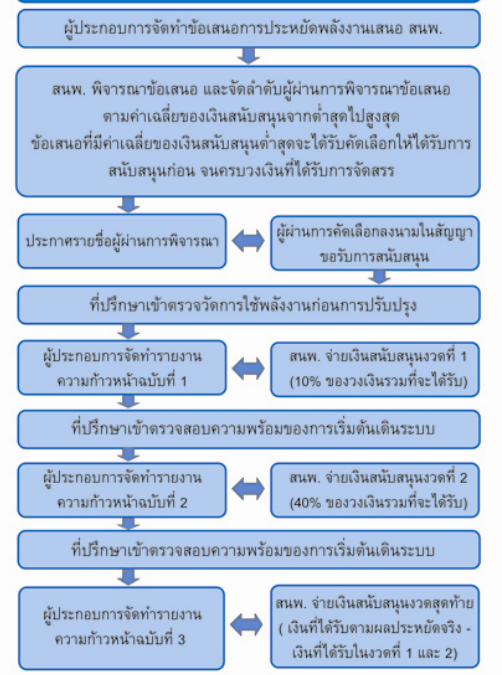 ผู้ประกอบการจัดทำข้อเสนอการประหยัดพลังงานเสนอ สนพ.
สนพ. พิจารณาข้อเสนอ และจัดลำดับผู้ผ่านการพิจารณาข้อเสนอ
ตามค่าเฉลี่ยของเงินสนับสนุนจากต่ำสุดไปสูงสุด
ข้อเสนอที่มีค่าเฉลี่ยของเงินสนับสนุนต่ำสุดจะได้รับคัดเลือกให้ได้รับการ
สนับสนุนก่อน จนครบวงเงินที่ได้รับการจัดสรร
ประกาศรายชื่อผู้ผ่านการพิจารณา
ผู้ผ่านการคัดเลือกลงนามในสัญญา
ขอรับการสนับสนุน
ที่ปรึกษาเข้าตรวจวัดการใช้พลังงานก่อนการปรับปรุง
ผู้ประกอบการจัดทำรายงาน
ความก้าวหน้าฉบับที่ 1
สนพ. จ่ายเงินสนับสนุนงวดที่ 1
(10% ของวงเงินรวมที่จะได้รับ)
ที่ปรึกษาเข้าตรวจสอบความพร้อมของการเริ่มต้นเดินระบบ
ผู้ประกอบการจัดทำรายงาน
ความก้าวหน้าฉบับที่ 2
สนพ. จ่ายเงินสนับสนุนงวดที่ 2
(40% ของวงเงินรวมที่จะได้รับ)
ที่ปรึกษาเข้าตรวจสอบความพร้อมของการเริ่มต้นเดินระบบ
ผู้ประกอบการจัดทำรายงาน
ความก้าวหน้าฉบับที่ 3
สนพ. จ่ายเงินสนับสนุนงวดสุดท้าย
( เงินที่ได้รับตามผลประหยัดจริง -
เงินที่ได้รับในงวดที่ 1 และ 2)